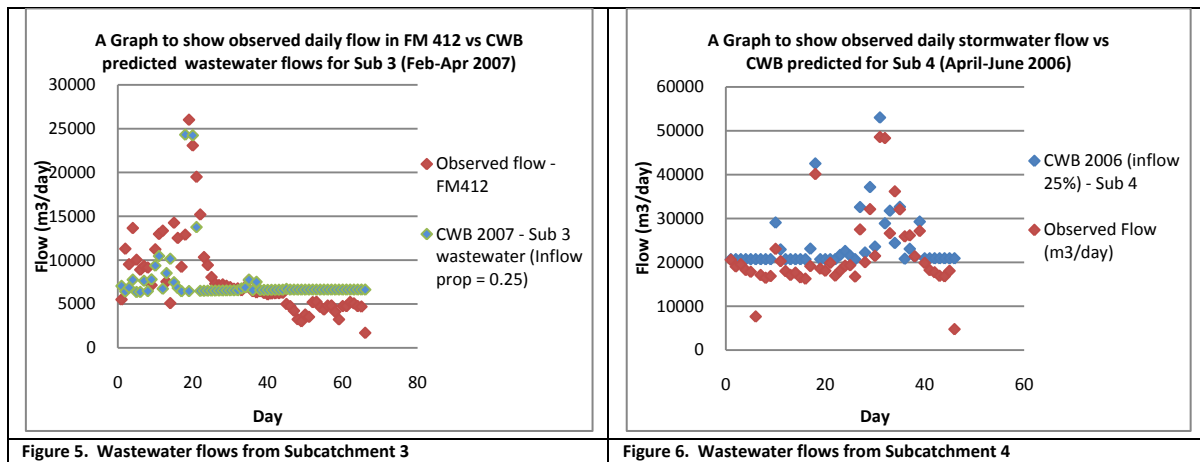 A Graph to show observed daily flow in FM 412 vs CWB
predicted wastewater flows for Sub 3 (Feb-Apr 2007)
30000
25000
20000
15000
10000
5000
0
Flow (m3/day)
0 20 40 60 80
Day
Observed flow -
FM412
CWB 2007 - Sub 3
wastewater (Inflow
prop = 0.25)
Figure 5. Wastewater flows from Subcatchment 3
A Graph to show observed daily stormwater flow vs
CWB predicted for Sub 4 (April-June 2006)
60000
50000
40000
30000
20000
10000
0
Flow (m3/day)
0 20 40 60
Day
CWB 2006 (inflow
25%) - Sub 4
Observed Flow
(m3/day)
Figure 6. Wastewater flows from Subcatchment 4